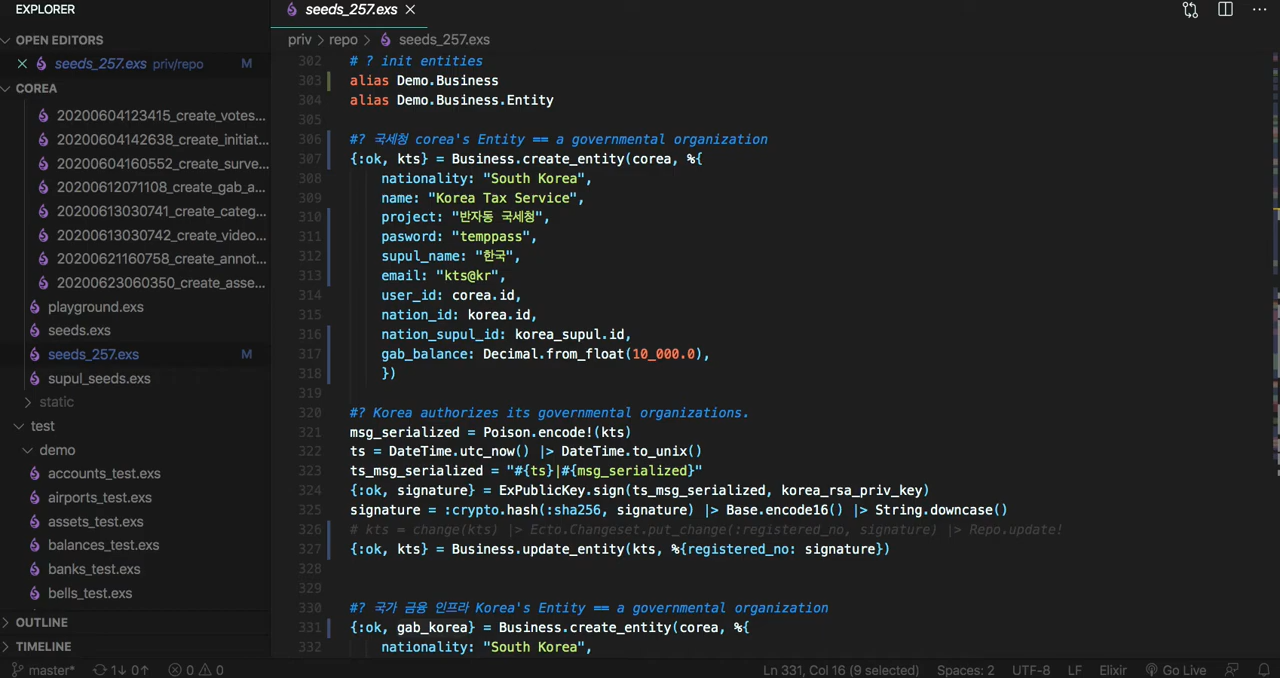 EXPLORER
seeds_257.exs
OPEN EDITORS
seeds_257.exs priv/repo M
COREA
20200604123415_create_votes...
20200604142638_create_initiat...
20200604160552_create_surve...
20200612071108_create_gab_a...
20200613030741_create_categ...
20200613030742_create_video...
20200621160758_create_annot...
20200623060350_create_asse...
playground.exs
seeds.exs
seeds_257.exs M
supul_seeds.exs
static
test
demo
accounts_test.exs
airports_test.exs
assets_test.exs
balances_test.exs
banks_test.exs
bells_test.exs
OUTLINE
TIMELINE
priv > repo > seeds_257.exs
302 # ? init entities
303 alias Demo.Business
304 alias Demo.Business.Entity
305
306 #? 국세청 corea's Entity == a governmental organization
307 {:ok, kts} = Business.create_entity(corea, %{
308 nationality: "South Korea",
309 name: "Korea Tax Service",
310 project: "반자동 국세청",
311 pasword: "temppass",
312 supul_name: "한국",
313 email: "kts@kr",
314 user_id: corea.id,
315 nation_id: korea.id,
316 nation_supul_id: korea_supul.id,
317 gab_balance: Decimal.from_float(10_000.0),
318 })
319
320 #? Korea authorizes its governmental organizations.
321 msg_serialized = Poison.encode!(kts)
322 ts = DateTime.utc_now() |> DateTime.to_unix()
323 ts_msg_serialized = "#{ts}|#{msg_serialized}"
324 {:ok, signature} = ExPublicKey.sign(ts_msg_serialized, korea_rsa_priv_key)
325 signature = :crypto.hash(:sha256, signature) |> Base.encode16() |> String.downcase()
326 # kts = change(kts) |> Ecto.Changeset.put_change(:registered_no, signature) |> Repo.update!
327 {:ok, kts} = Business.update_entity(kts, %{registered_no: signature})
328
329
330 #? 국가 금융 인프라 Korea's Entity == a governmental organization
331 {:ok, gab_korea} = Business.create_entity(corea, %{
332 nationality: "South Korea",
master* 1↓ 0↑ 0 0 Ln 331, Col 16 (9 selected) Spaces: 2 UTF-8 LF Elixir Go Live